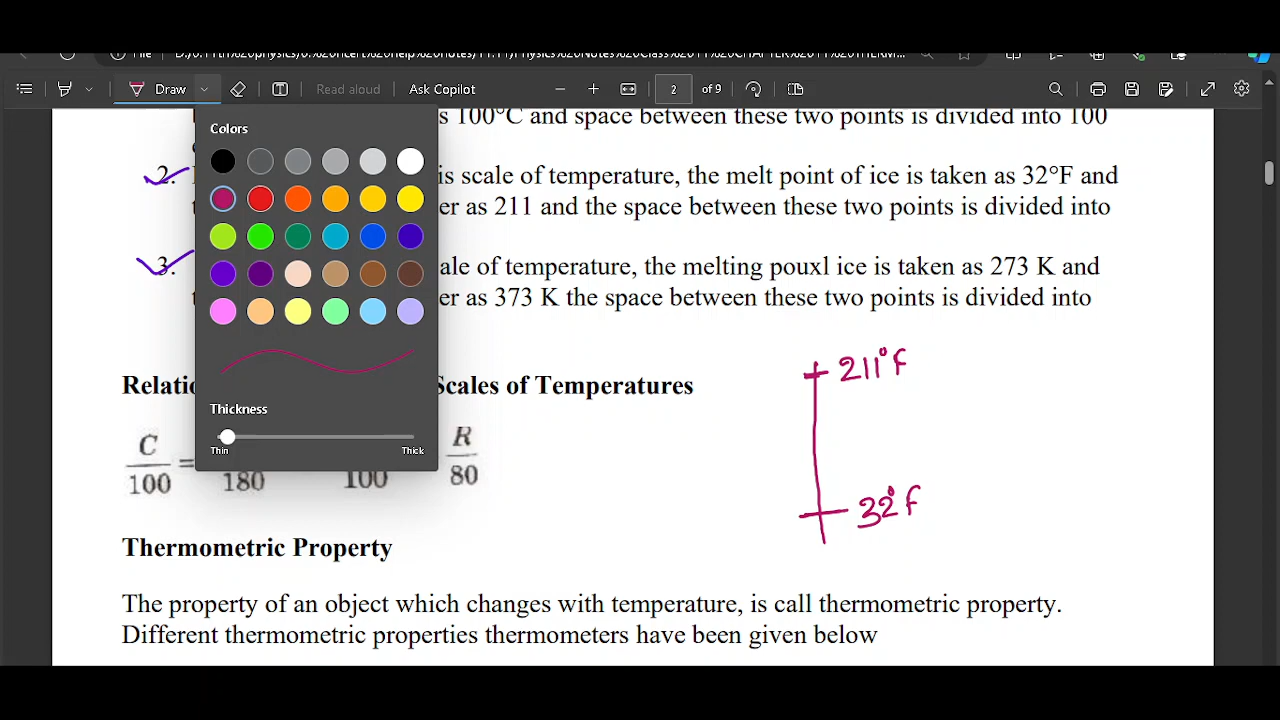 Draw Read aloud Ask Copilot 2 of 9
Colors
s 100°C and space between these two points is divided into 100
2. is scale of temperature, the melt point of ice is taken as 32°F and
er as 211 and the space between these two points is divided into
3. ale of temperature, the melting pouxl ice is taken as 273 K and
er as 373 K the space between these two points is divided into
211°F
Relatio Scales of Temperatures
Thickness
Thin Thick
C/100 = 180 100 R/80
32°F
Thermometric Property
The property of an object which changes with temperature, is call thermometric property.
Different thermometric properties thermometers have been given below